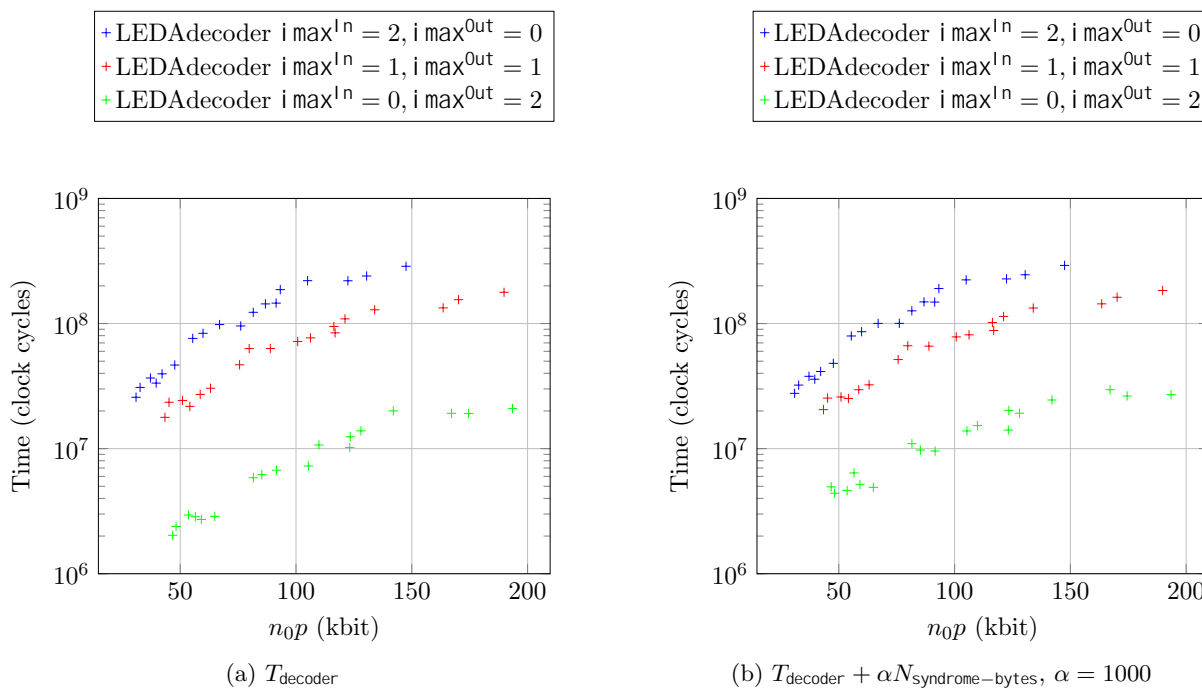 LEDAdecoder imax^In = 2, imax^Out = 0
LEDAdecoder imax^In = 1, imax^Out = 1
LEDAdecoder imax^In = 0, imax^Out = 2
10^9
10^8
10^7
10^6
Time (clock cycles)
50 100 150 200
n_0p (kbit)
(a) T_decoder
LEDAdecoder imax^In = 2, imax^Out = 0
LEDAdecoder imax^In = 1, imax^Out = 1
LEDAdecoder imax^In = 0, imax^Out = 2
10^9
10^8
10^7
10^6
Time (clock cycles)
50 100 150 200
n_0p (kbit)
(b) T_decoder + αN_syndrome−bytes, α = 1000